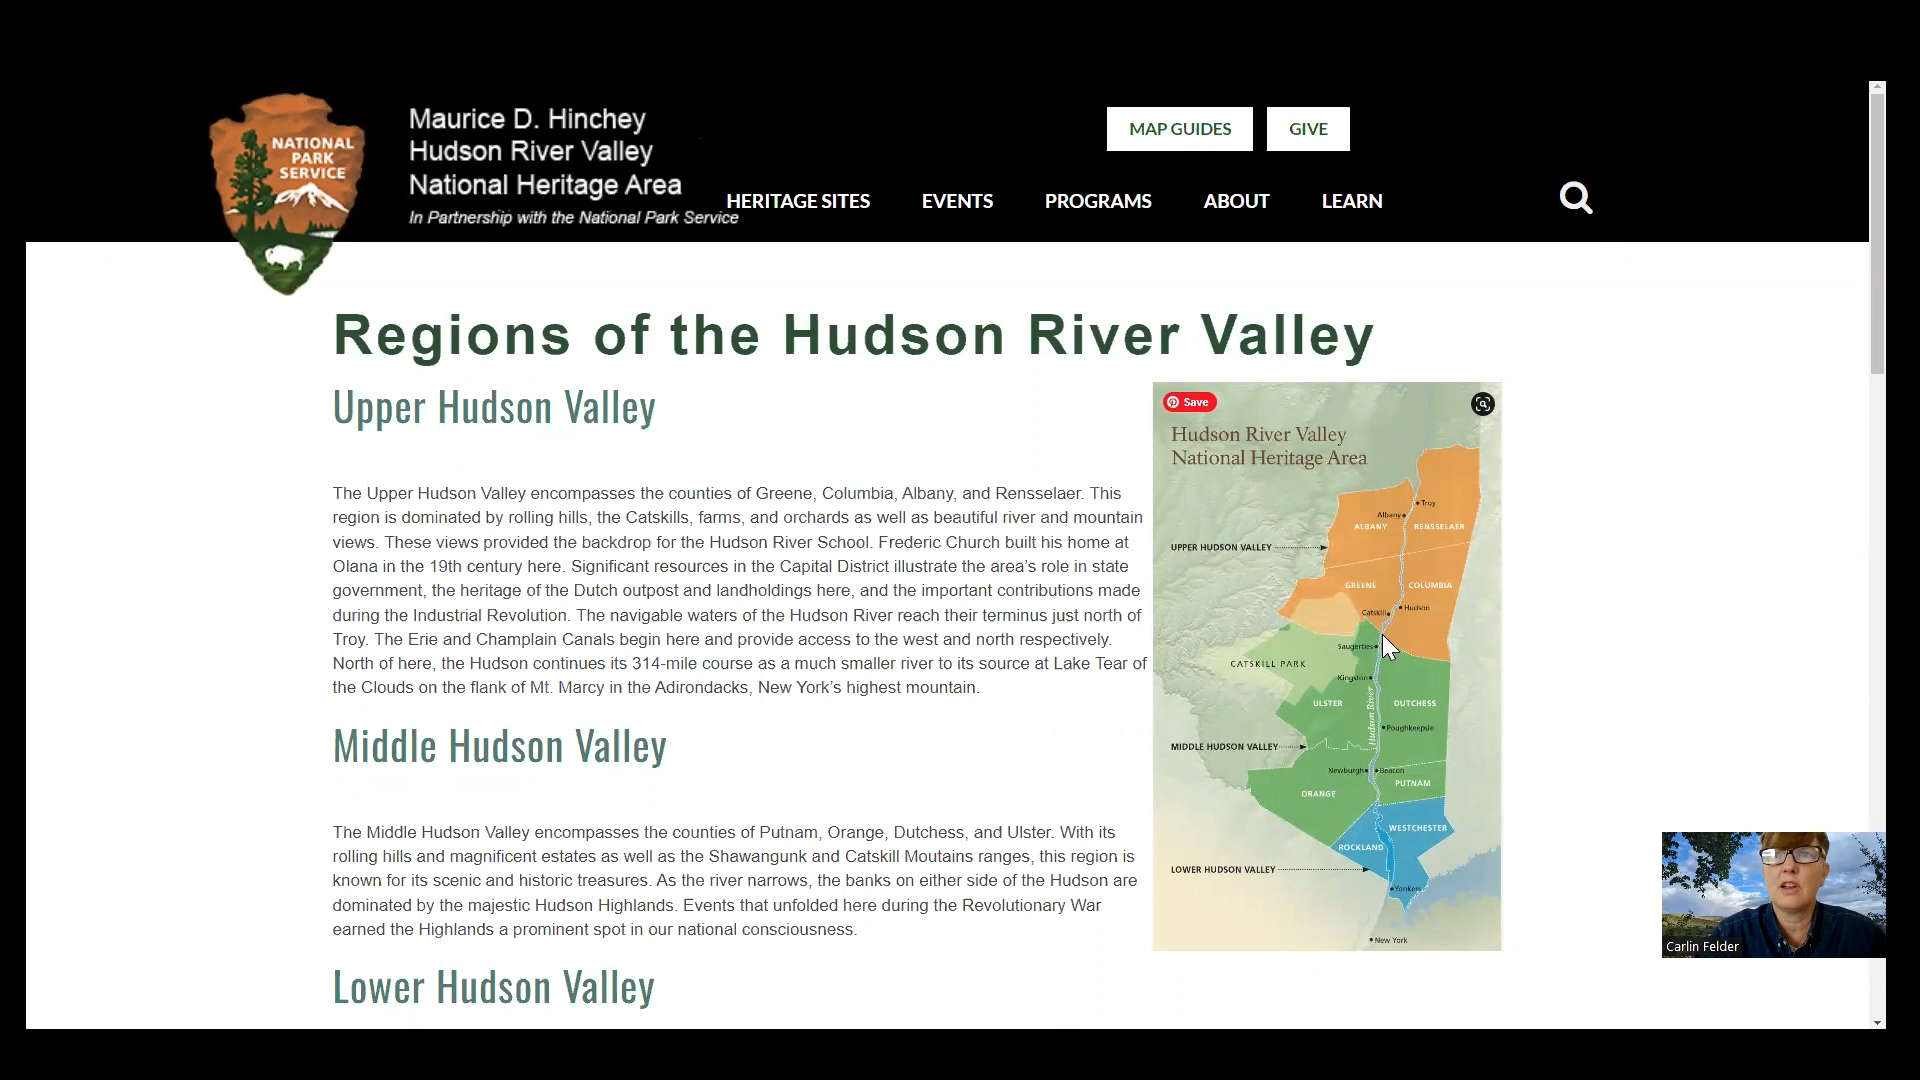 NATIONAL
PARK
SERVICE
Maurice D. Hinchey
Hudson River Valley
National Heritage Area
In Partnership with the National Park Service
MAP GUIDES
GIVE
HERITAGE SITES
EVENTS
PROGRAMS
ABOUT
LEARN
Regions of the Hudson River Valley
Upper Hudson Valley
The Upper Hudson Valley encompasses the counties of Greene, Columbia, Albany, and Rensselaer. This
region is dominated by rolling hills, the Catskills, farms, and orchards as well as beautiful river and mountain
views. These views provided the backdrop for the Hudson River School. Frederic Church built his home at
Olana in the 19th century here. Significant resources in the Capital District illustrate the area’s role in state
government, the heritage of the Dutch outpost and landholdings here, and the important contributions made
during the Industrial Revolution. The navigable waters of the Hudson River reach their terminus just north of
Troy. The Erie and Champlain Canals begin here and provide access to the west and north respectively.
North of here, the Hudson continues its 314-mile course as a much smaller river to its source at Lake Tear of
the Clouds on the flank of Mt. Marcy in the Adirondacks, New York’s highest mountain.
Middle Hudson Valley
The Middle Hudson Valley encompasses the counties of Putnam, Orange, Dutchess, and Ulster. With its
rolling hills and magnificent estates as well as the Shawangunk and Catskill Moutains ranges, this region is
known for its scenic and historic treasures. As the river narrows, the banks on either side of the Hudson are
dominated by the majestic Hudson Highlands. Events that unfolded here during the Revolutionary War
earned the Highlands a prominent spot in our national consciousness.
Lower Hudson Valley
Save
Hudson River Valley
National Heritage Area
Troy
Albany
ALBANY
RENSSELAER
UPPER HUDSON VALLEY
GREENE
COLUMBIA
Catskill
Hudson
Saugerties
CATSKILL PARK
Kingston
ULSTER
DUTCHESS
Hudson River
Poughkeepsie
MIDDLE HUDSON VALLEY
Newburgh
Beacon
PUTNAM
ORANGE
WESTCHESTER
ROCKLAND
LOWER HUDSON VALLEY
Yonkers
New York
Carlin Felder